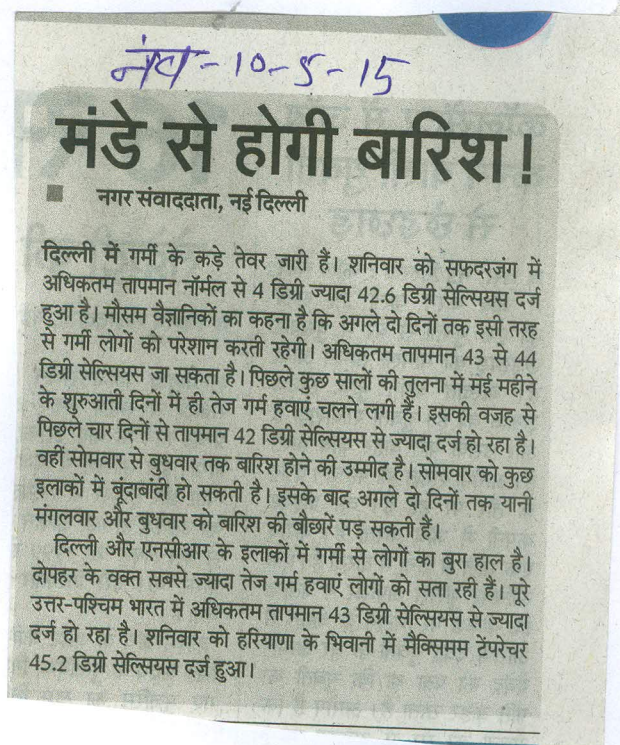 नंव - 10-5-15
मंडे से होगी बारिश !
नगर संवाददाता, नई दिल्ली
दिल्ली में गर्मी के कड़े तेवर जारी हैं। शनिवार को सफदरजंग में
अधिकतम तापमान नॉर्मल से 4 डिग्री ज्यादा 42.6 डिग्री सेल्सियस दर्ज
हुआ है। मौसम वैज्ञानिकों का कहना है कि अगले दो दिनों तक इसी तरह
से गर्मी लोगों को परेशान करती रहेगी। अधिकतम तापमान 43 से 44
डिग्री सेल्सियस जा सकता है। पिछले कुछ सालों की तुलना में मई महीने
के शुरुआती दिनों में ही तेज गर्म हवाएं चलने लगी हैं। इसकी वजह से
पिछले चार दिनों से तापमान 42 डिग्री सेल्सियस से ज्यादा दर्ज हो रहा है।
वहीं सोमवार से बुधवार तक बारिश होने की उम्मीद है। सोमवार को कुछ
इलाकों में बूंदाबांदी हो सकती है। इसके बाद अगले दो दिनों तक यानी
मंगलवार और बुधवार को बारिश की बौछारें पड़ सकती हैं।
दिल्ली और एनसीआर के इलाकों में गर्मी से लोगों का बुरा हाल है।
दोपहर के वक्त सबसे ज्यादा तेज गर्म हवाएं लोगों को सता रही हैं। पूरे
उत्तर-पश्चिम भारत में अधिकतम तापमान 43 डिग्री सेल्सियस से ज्यादा
दर्ज हो रहा है। शनिवार को हरियाणा के भिवानी में मैक्सिमम टेंपरेचर
45.2 डिग्री सेल्सियस दर्ज हुआ।